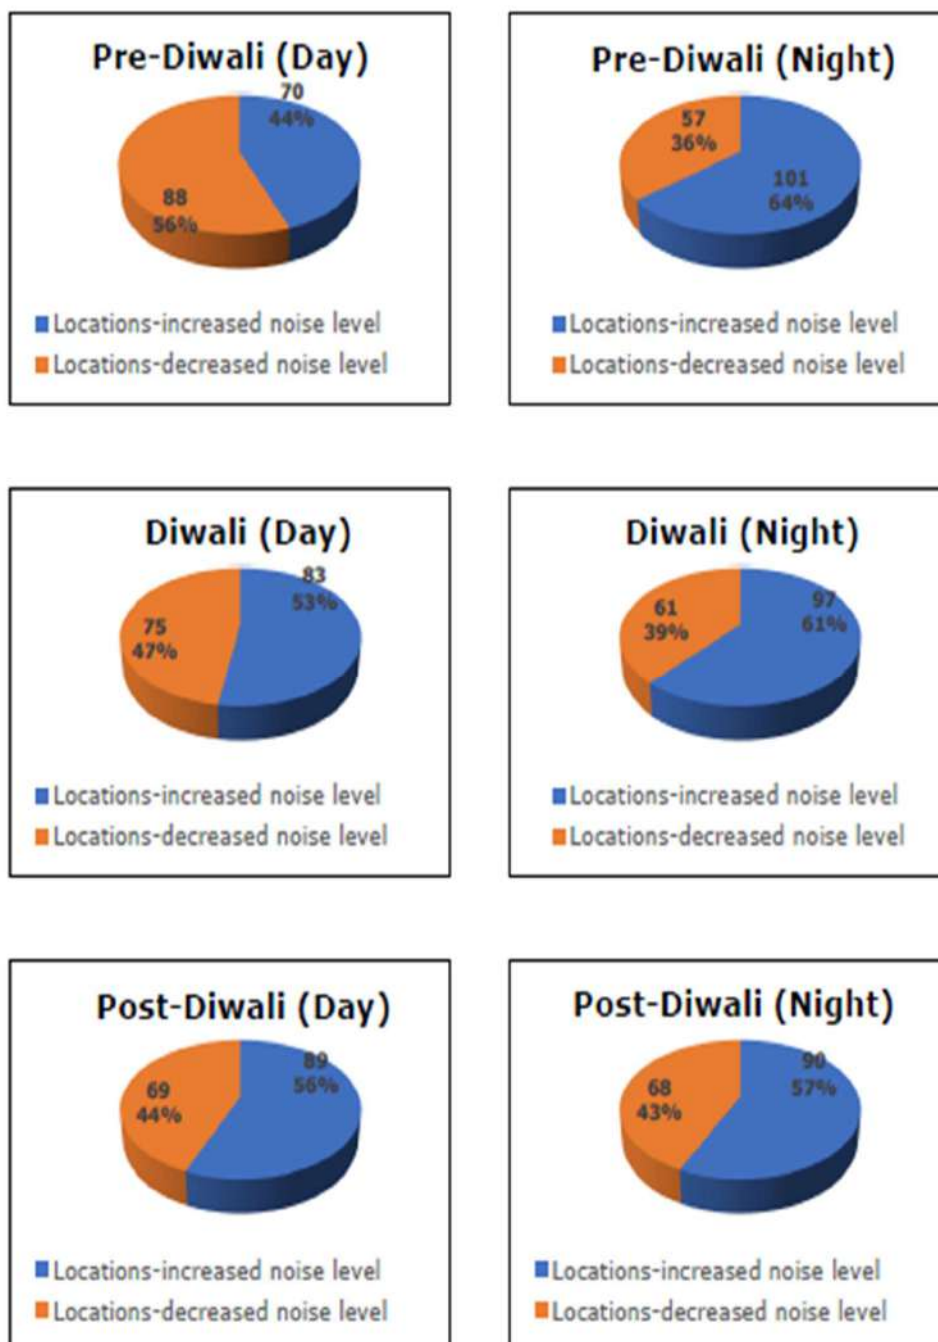 Pre-Diwali (Day)
70
44%
88
56%
Locations-increased noise level
Locations-decreased noise level
Pre-Diwali (Night)
57
36%
101
64%
Locations-increased noise level
Locations-decreased noise level
Diwali (Day)
83
53%
75
47%
Locations-increased noise level
Locations-decreased noise level
Diwali (Night)
97
61%
61
39%
Locations-increased noise level
Locations-decreased noise level
Post-Diwali (Day)
89
56%
69
44%
Locations-increased noise level
Locations-decreased noise level
Post-Diwali (Night)
90
57%
68
43%
Locations-increased noise level
Locations-decreased noise level